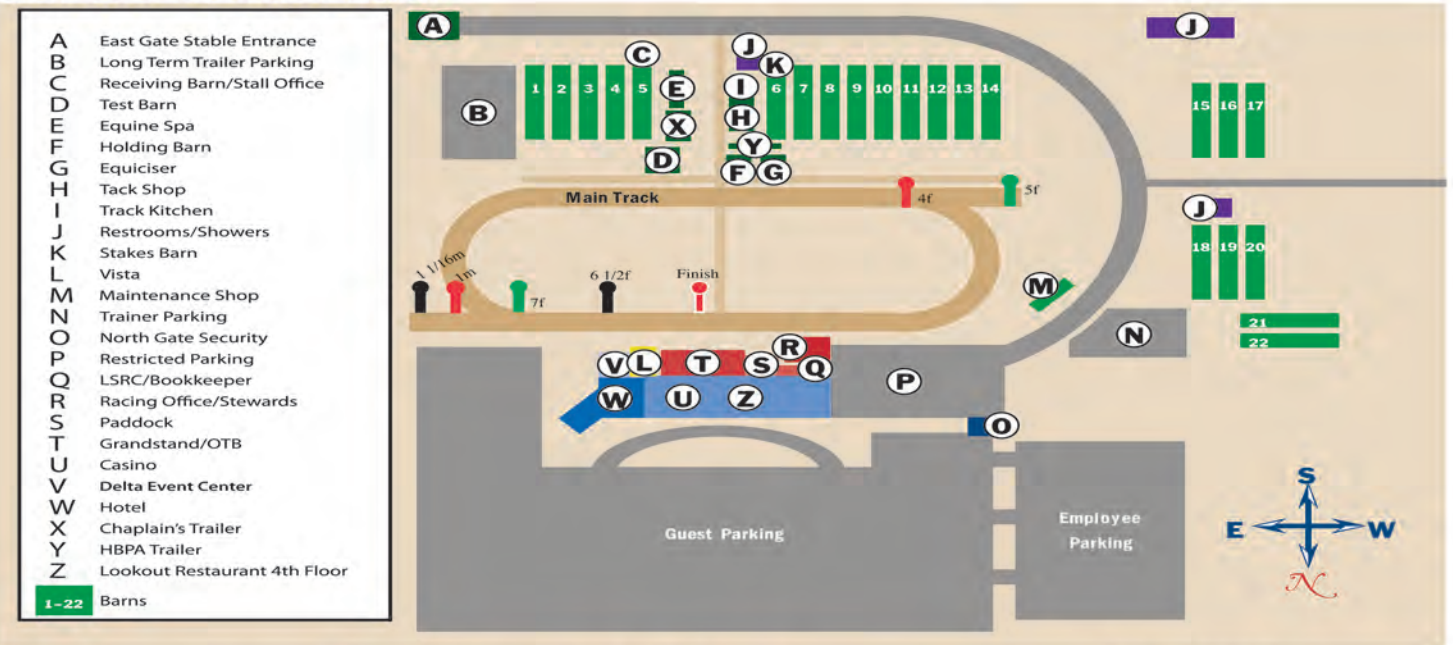 A East Gate Stable Entrance
B Long Term Trailer Parking
C Receiving Barn/Stall Office
D Test Barn
E Equine Spa
F Holding Barn
G Equiciser
H Tack Shop
I Track Kitchen
J Restrooms/Showers
K Stakes Barn
L Vista
M Maintenance Shop
N Trainer Parking
O North Gate Security
P Restricted Parking
Q LSRC/Bookkeeper
R Racing Office/Stewards
S Paddock
T Grandstand/OTB
U Casino
V Delta Event Center
W Hotel
X Chaplain's Trailer
Y HBPA Trailer
Z Lookout Restaurant 4th Floor
1-22 Barns
A
J
J
C
K
E
I
B
1 2 3 4 5
6 7 8 9 10 11 12 13 14
15 16 17
H
X
Y
D
F G
Main Track
4f
5f
J
18 19 20
1 1/16m
1m
7f
6 1/2f
Finish
M
N
21
22
R
V L T S Q
P
W U Z
O
Guest Parking
Employee
Parking
S
E W
N